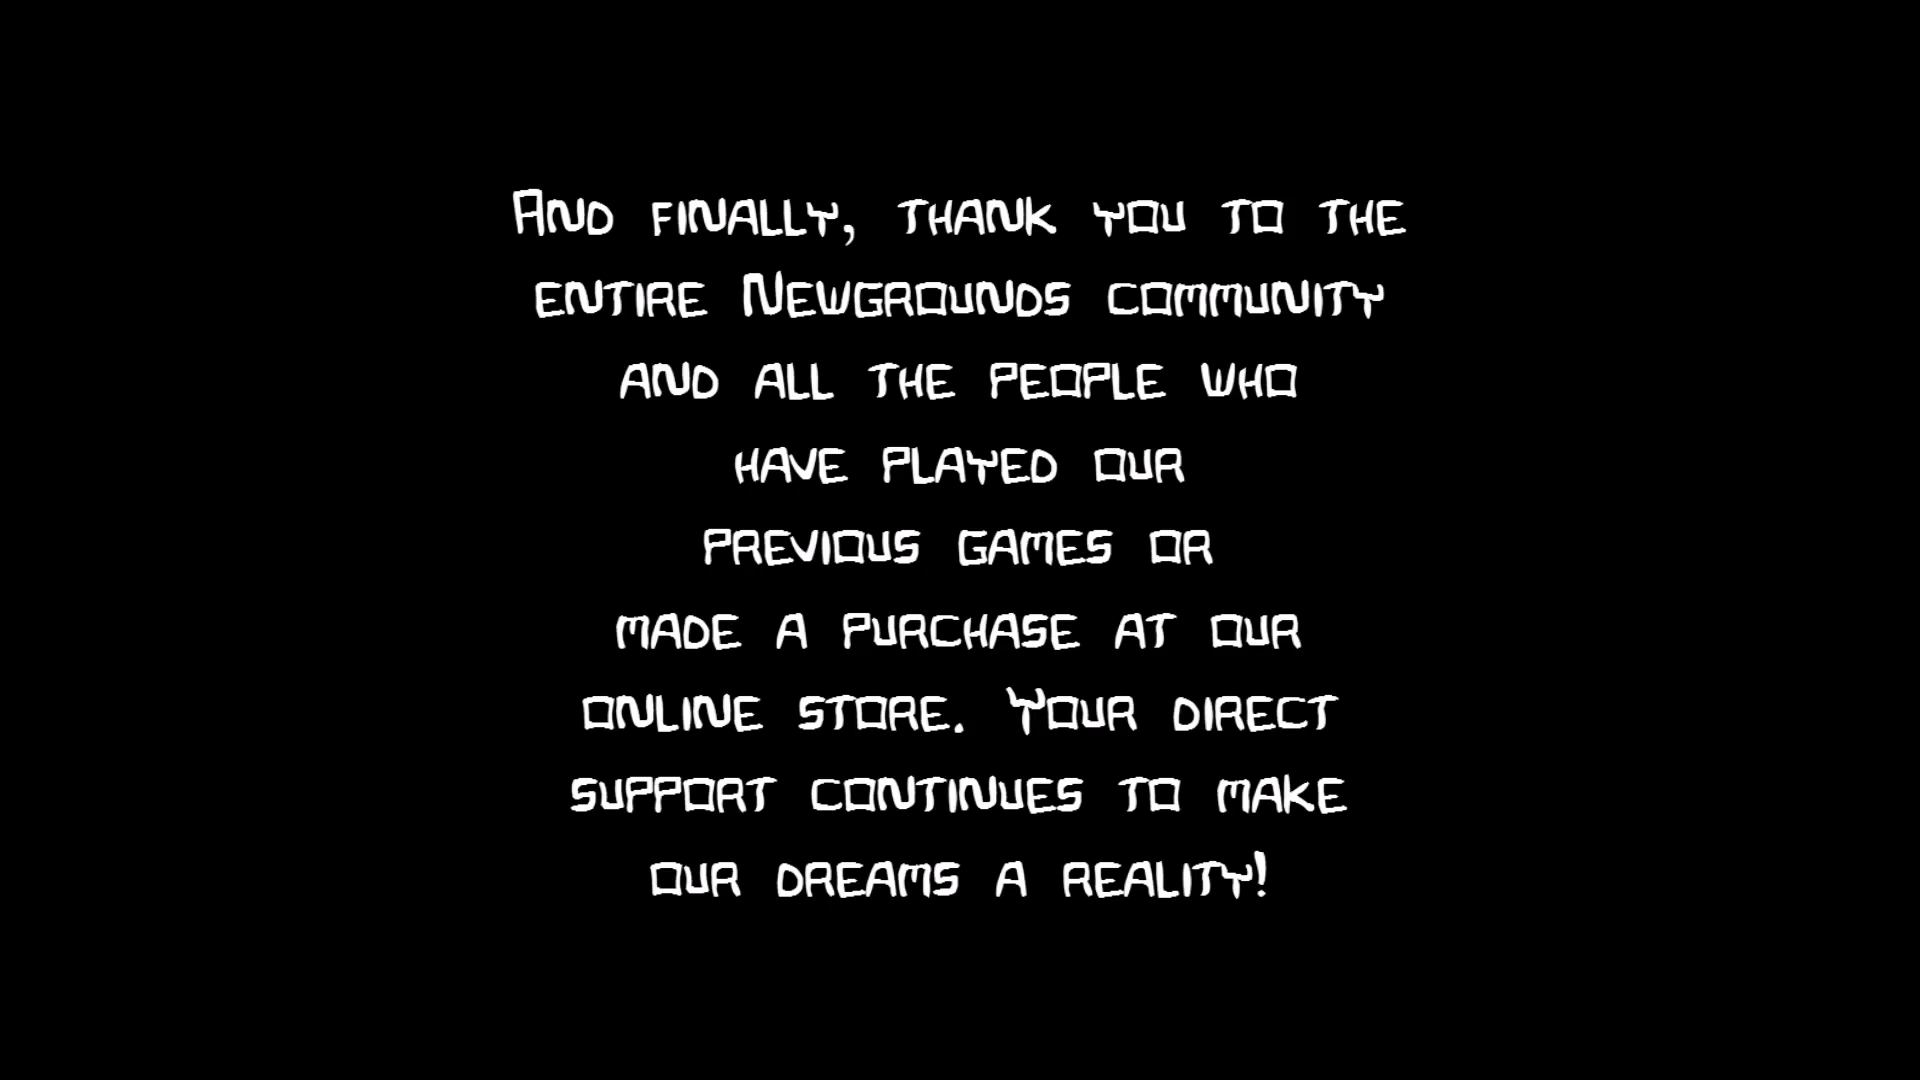 And finally, thank you to the
entire Newgrounds community
and all the people who
have played our
previous games or
made a purchase at our
online store. Your direct
support continues to make
our dreams a reality!